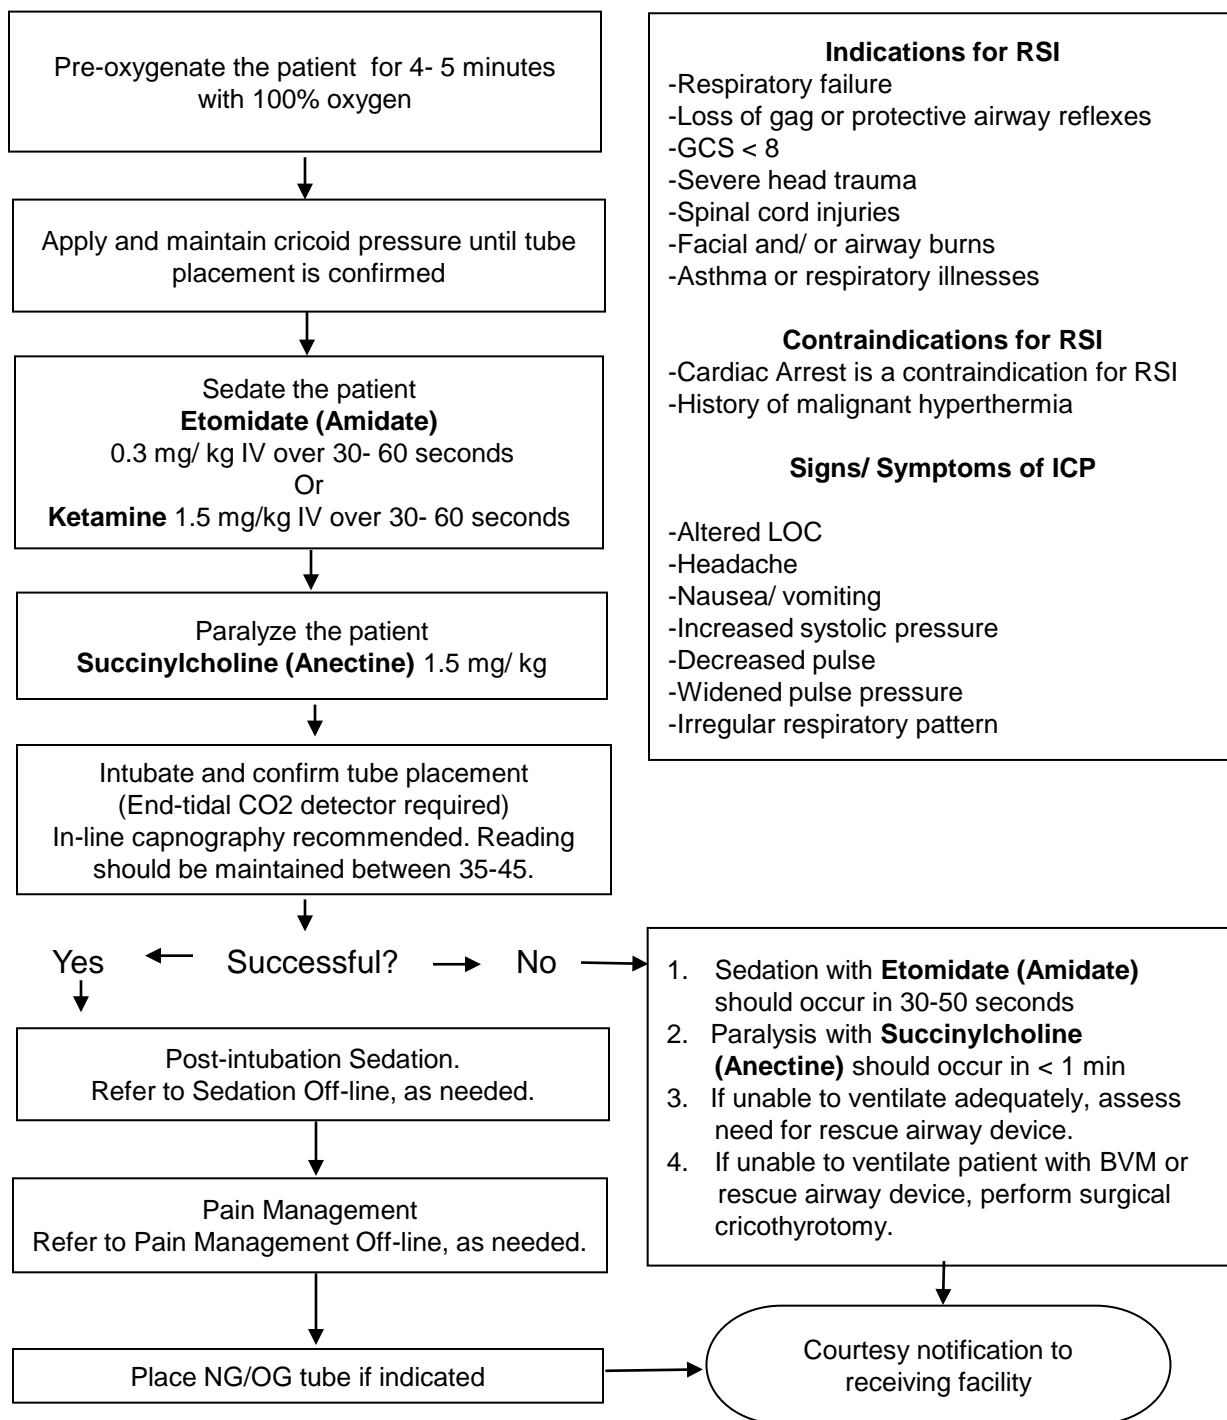 Pre-oxygenate the patient for 4- 5 minutes
with 100% oxygen
Apply and maintain cricoid pressure until tube
placement is confirmed
Sedate the patient
Etomidate (Amidate)
0.3 mg/ kg IV over 30- 60 seconds
Or
Ketamine 1.5 mg/kg IV over 30- 60 seconds
Paralyze the patient
Succinylcholine (Anectine) 1.5 mg/ kg
Intubate and confirm tube placement
(End-tidal CO2 detector required)
In-line capnography recommended. Reading
should be maintained between 35-45.
Yes
Successful?
No
Post-intubation Sedation.
Refer to Sedation Off-line, as needed.
Pain Management
Refer to Pain Management Off-line, as needed.
Place NG/OG tube if indicated
Indications for RSI
-Respiratory failure
-Loss of gag or protective airway reflexes
-GCS < 8
-Severe head trauma
-Spinal cord injuries
-Facial and/ or airway burns
-Asthma or respiratory illnesses
Contraindications for RSI
-Cardiac Arrest is a contraindication for RSI
-History of malignant hyperthermia
Signs/ Symptoms of ICP
-Altered LOC
-Headache
-Nausea/ vomiting
-Increased systolic pressure
-Decreased pulse
-Widened pulse pressure
-Irregular respiratory pattern
1. Sedation with Etomidate (Amidate)
should occur in 30-50 seconds
2. Paralysis with Succinylcholine
(Anectine) should occur in < 1 min
3. If unable to ventilate adequately, assess
need for rescue airway device.
4. If unable to ventilate patient with BVM or
rescue airway device, perform surgical
cricothyrotomy.
Courtesy notification to
receiving facility